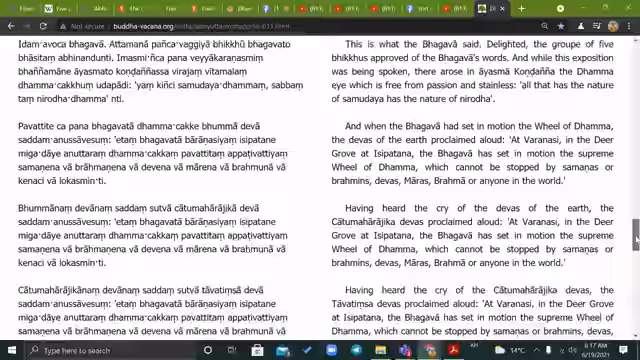 Not secure
buddha-vacana.org
Idam·avoca bhagavā. Attamanā pañca·vaggiyā bhikkhū bhagavato
bhāsitaṃ abhinandunti. Imasmiñca pana veyyākaraṇasmiṃ
bhaññamāne āyasmato koṇḍaññassa virajaṃ vītamalaṃ
dhamma·cakkhuṃ udapādi: 'yaṃ kiñci samudaya·dhammaṃ, sabbaṃ
taṃ nirodha·dhamma' nti.
Pavattite ca pana bhagavatā dhamma·cakke bhummā devā
saddam·anussāvesuṃ: 'etaṃ bhagavatā bārāṇasiyaṃ isipatane
migadāye anuttaraṃ dhamma·cakkaṃ pavattitaṃ appaṭivattiyaṃ
samaṇena vā brāhmaṇena vā devena vā mārena vā brahmunā vā
kenaci vā lokasmin·ti.
Bhummānaṃ devānaṃ saddaṃ sutvā cātumahārājikā devā
saddam·anussāvesuṃ: 'etaṃ bhagavatā bārāṇasiyaṃ isipatane
migadāye anuttaraṃ dhamma·cakkaṃ pavattitaṃ appaṭivattiyaṃ
samaṇena vā brāhmaṇena vā devena vā mārena vā brahmunā vā
kenaci vā lokasmin·ti.
Cātumahārājikānaṃ devānaṃ saddaṃ sutvā tāvatiṃsā devā
saddam·anussāvesuṃ: 'etaṃ bhagavatā bārāṇasiyaṃ isipatane
migadāye anuttaraṃ dhamma·cakkaṃ pavattitaṃ appaṭivattiyaṃ
samaṇena vā brāhmaṇena vā devena vā mārena vā brahmunā vā
This is what the Bhagavā said. Delighted, the groupe of five
bhikkhus approved of the Bhagavā's words. And while this exposition
was being spoken, there arose in āyasmā Koṇḍañña the Dhamma
eye which is free from passion and stainless: 'all that has the nature
of samudaya has the nature of nirodha'.
And when the Bhagavā had set in motion the Wheel of Dhamma,
the devas of the earth proclaimed aloud: 'At Varanasi, in the Deer
Grove at Isipatana, the Bhagavā has set in motion the supreme
Wheel of Dhamma, which cannot be stopped by samaṇas or
brahmins, devas, Māras, Brahmā or anyone in the world.'
Having heard the cry of the devas of the earth, the
Cātumahārājika devas proclaimed aloud: 'At Varanasi, in the Deer
Grove at Isipatana, the Bhagavā has set in motion the supreme
Wheel of Dhamma, which cannot be stopped by samaṇas or
brahmins, devas, Māras, Brahmā or anyone in the world.'
Having heard the cry of the Cātumahārājika devas, the
Tāvatiṃsa devas proclaimed aloud: 'At Varanasi, in the Deer
Grove at Isipatana, the Bhagavā has set in motion the supreme
Wheel of Dhamma, which cannot be stopped by samaṇas or
brahmins, devas,
Type here to search
14°C
6:17 AM
6/19/2021